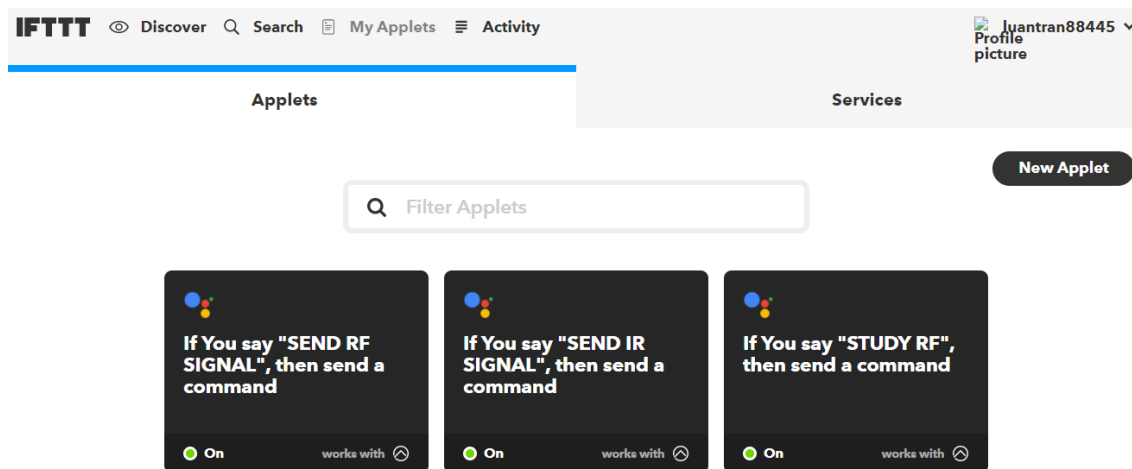 IFTTT Discover Search My Applets Activity luantran88445
Profile
picture
Applets Services
New Applet
Filter Applets
If You say "SEND RF
SIGNAL", then send a
command
On works with
If You say "SEND IR
SIGNAL", then send a
command
On works with
If You say "STUDY RF",
then send a command
On works with